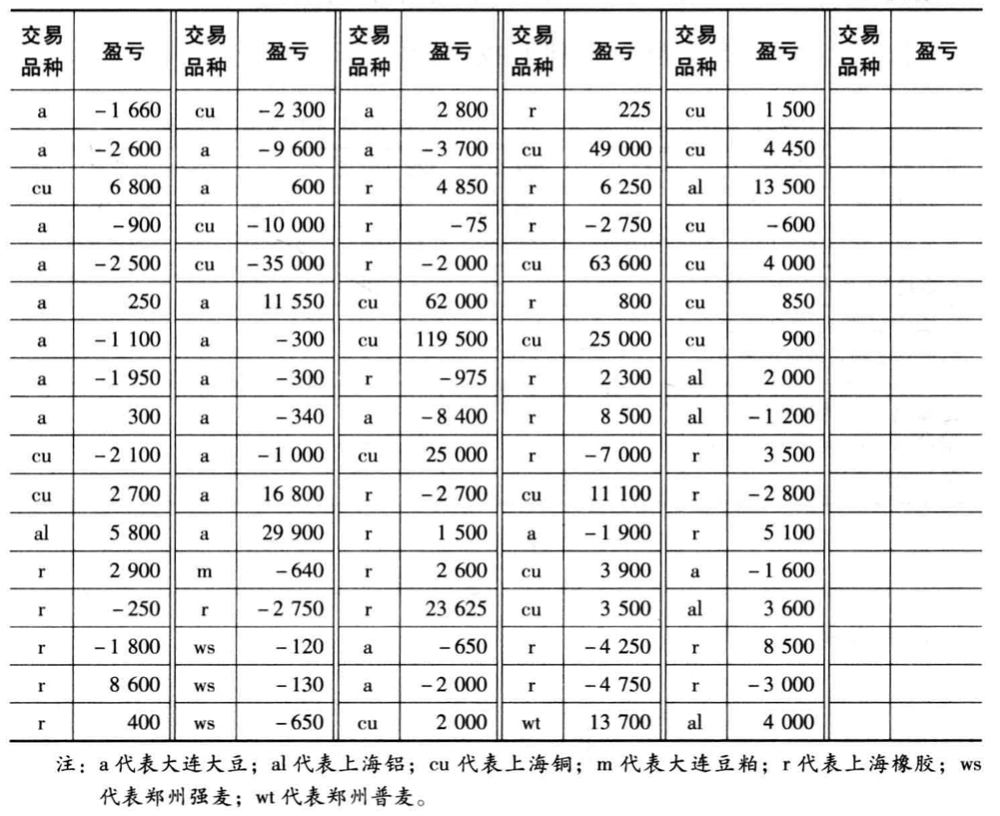 交易品种 盈亏 交易品种 盈亏 交易品种 盈亏 交易品种 盈亏 交易品种 盈亏 交易品种 盈亏
a -1 660 cu -2 300 a 2 800 r 225 cu 1 500
a -2 600 a -9 600 a -3 700 cu 49 000 cu 4 450
cu 6 800 a 600 r 4 850 r 6 250 al 13 500
a -900 cu -10 000 r -75 r -2 750 cu -600
a -2 500 cu -35 000 r -2 000 cu 63 600 cu 4 000
a 250 a 11 550 cu 62 000 r 800 cu 850
a -1 100 a -300 cu 119 500 cu 25 000 cu 900
a -1 950 a -300 r -975 r 2 300 al 2 000
a 300 a -340 a -8 400 r 8 500 al -1 200
cu -2 100 a -1 000 cu 25 000 r -7 000 r 3 500
cu 2 700 a 16 800 r -2 700 cu 11 100 r -2 800
al 5 800 a 29 900 r 1 500 a -1 900 r 5 100
r 2 900 m -640 r 2 600 cu 3 900 a -1 600
r -250 r -2 750 r 23 625 cu 3 500 al 3 600
r -1 800 ws -120 a -650 r -4 250 r 8 500
r 8 600 ws -130 a -2 000 r -4 750 r -3 000
r 400 ws -650 cu 2 000 wt 13 700 al 4 000
注：a 代表大连大豆；al 代表上海铝；cu 代表上海铜；m 代表大连豆粕；r 代表上海橡胶；ws
代表郑州强麦；wt 代表郑州普麦。